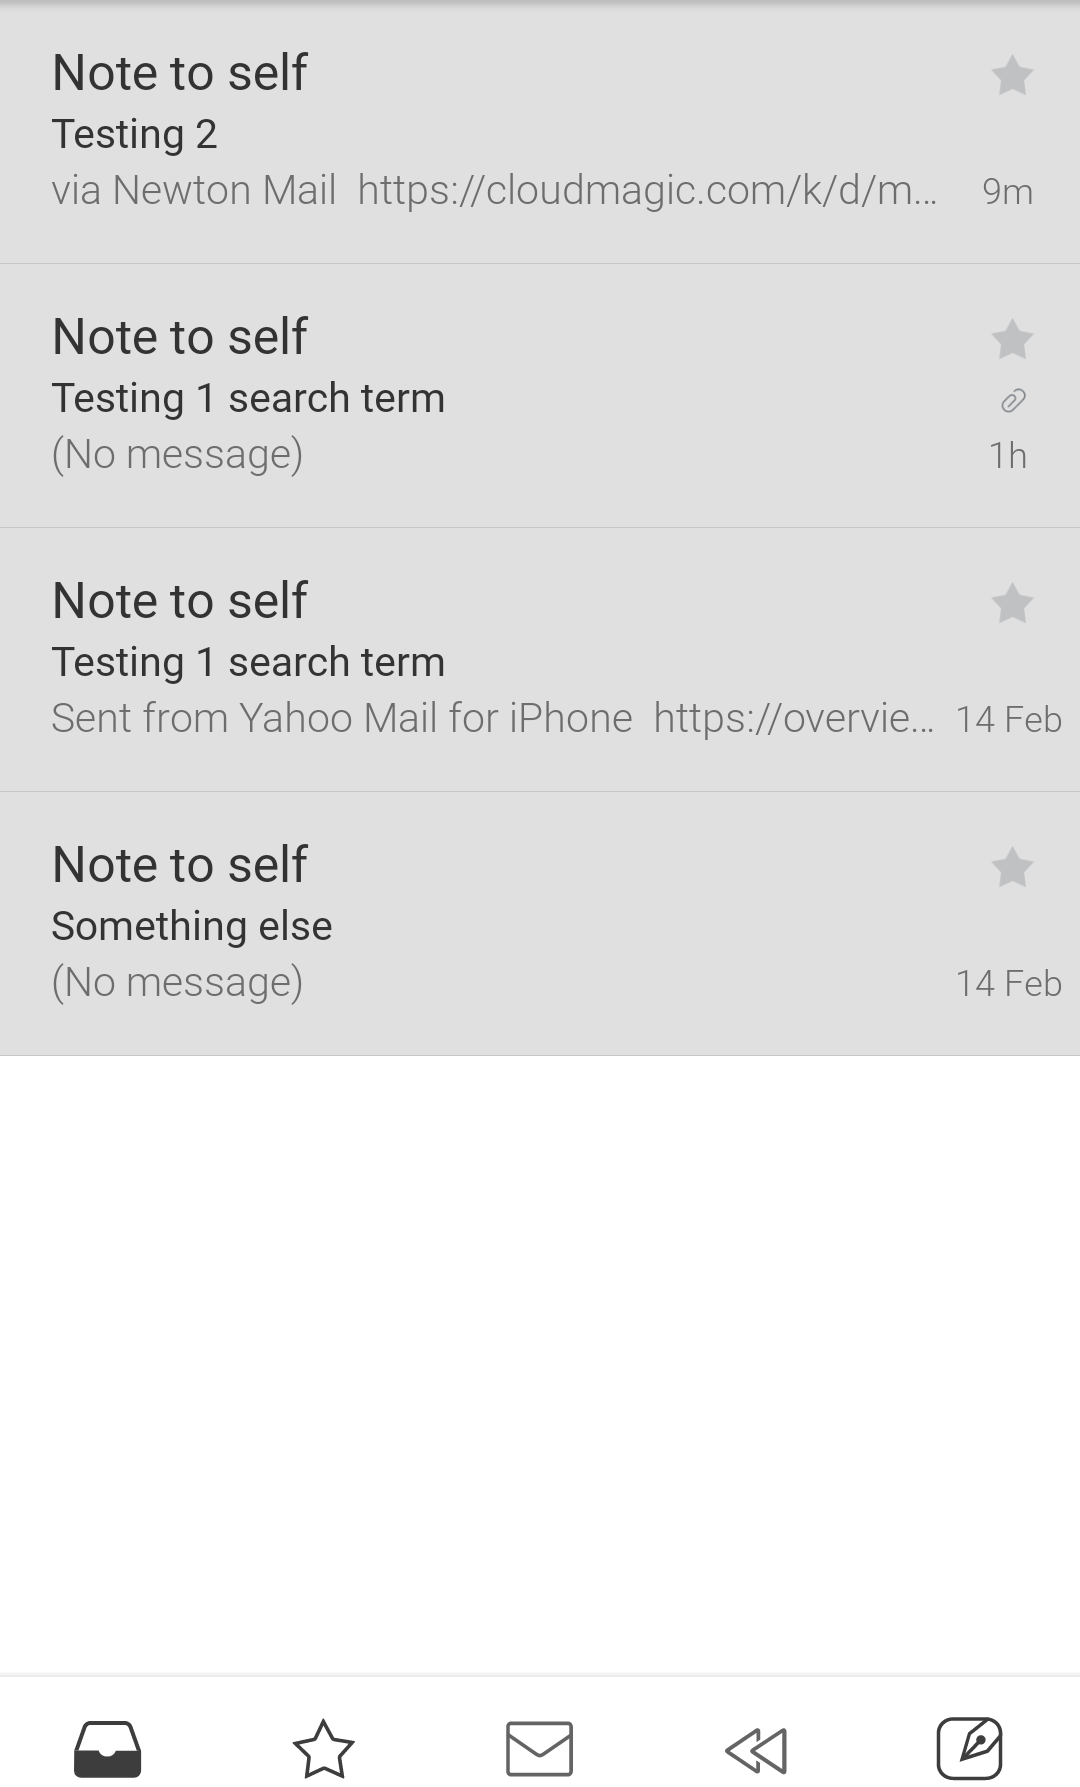 Note to self
Testing 2
via Newton Mail  https://cloudmagic.com/k/d/m... 9m
Note to self
Testing 1 search term
(No message) 1h
Note to self
Testing 1 search term
Sent from Yahoo Mail for iPhone  https://overvie... 14 Feb
Note to self
Something else
(No message) 14 Feb